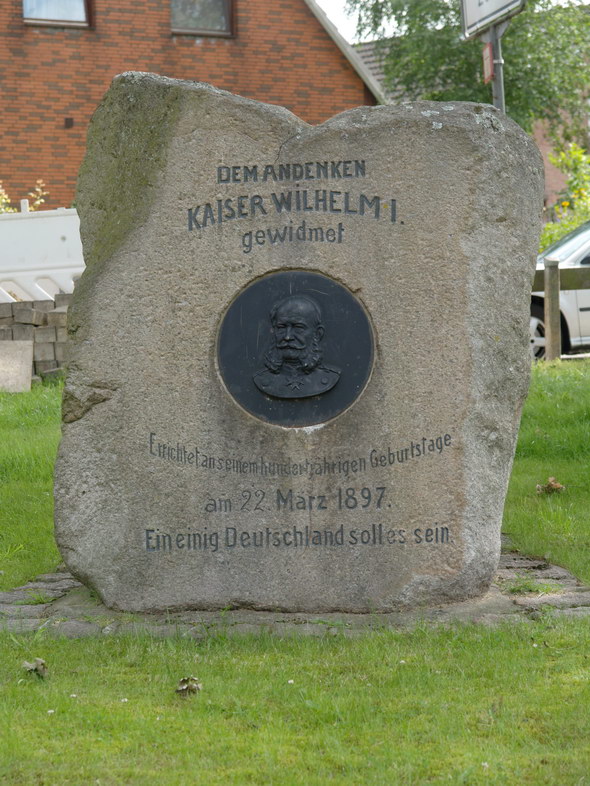 DEM ANDENKEN
KAISER WILHELM I.
gewidmet
Errichtet an seinem hundertjährigen Geburtstage
am 22. März 1897.
Ein einig Deutschland soll es sein.